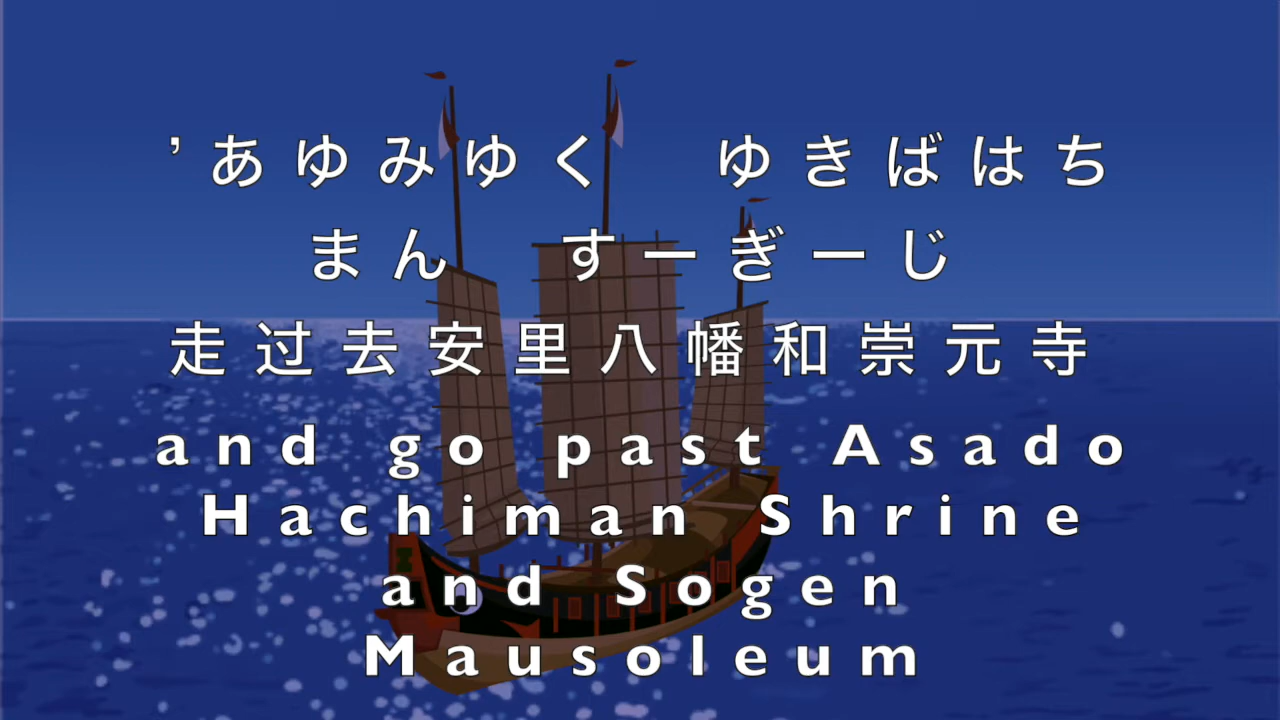 ’あゆみゆく　ゆきばはち
まん　すーぎーじ
走过去安里八幡和崇元寺
and go past Asado
Hachiman Shrine
and Sogen
Mausoleum